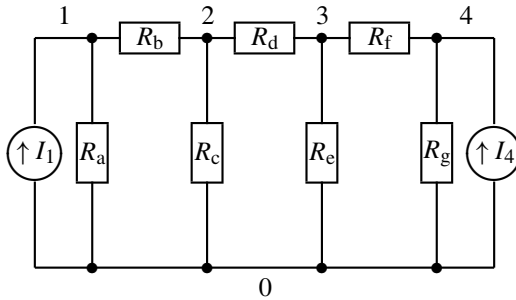 1 2 3 4
R_b R_d R_f
↑ I_1 R_a R_c R_e R_g ↑ I_4
0